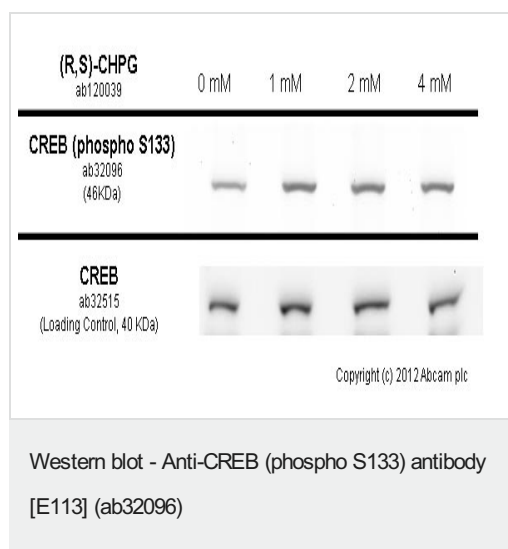 (R,S)-CHPG
ab120039
0 mM 1 mM 2 mM 4 mM
CREB (phospho S133)
ab32096
(46KDa)
CREB
ab32515
(Loading Control, 40 KDa)
Copyright (c) 2012 Abcam plc
Western blot - Anti-CREB (phospho S133) antibody
[E113] (ab32096)